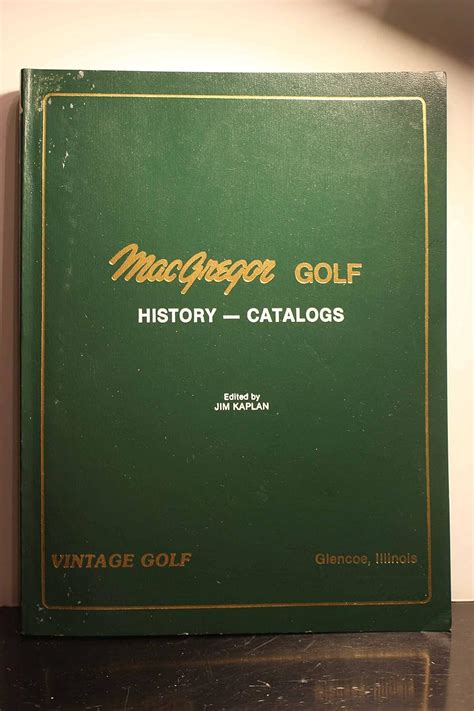 MacGregor GOLF
HISTORY — CATALOGS
Edited by
JIM KAPLAN
VINTAGE GOLF Glencoe, Illinois